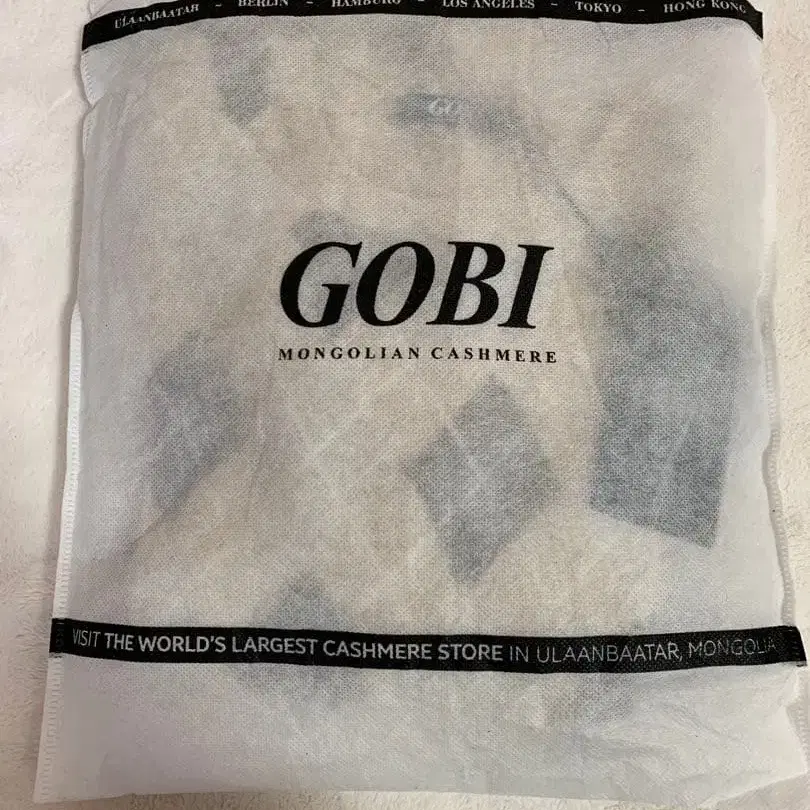 ULAANBAATAR – BERLIN – HAMBURG – LOS ANGELES – TOKYO – HONG KONG
GOBI
MONGOLIAN CASHMERE
VISIT THE WORLD'S LARGEST CASHMERE STORE IN ULAANBAATAR, MONGOLIA